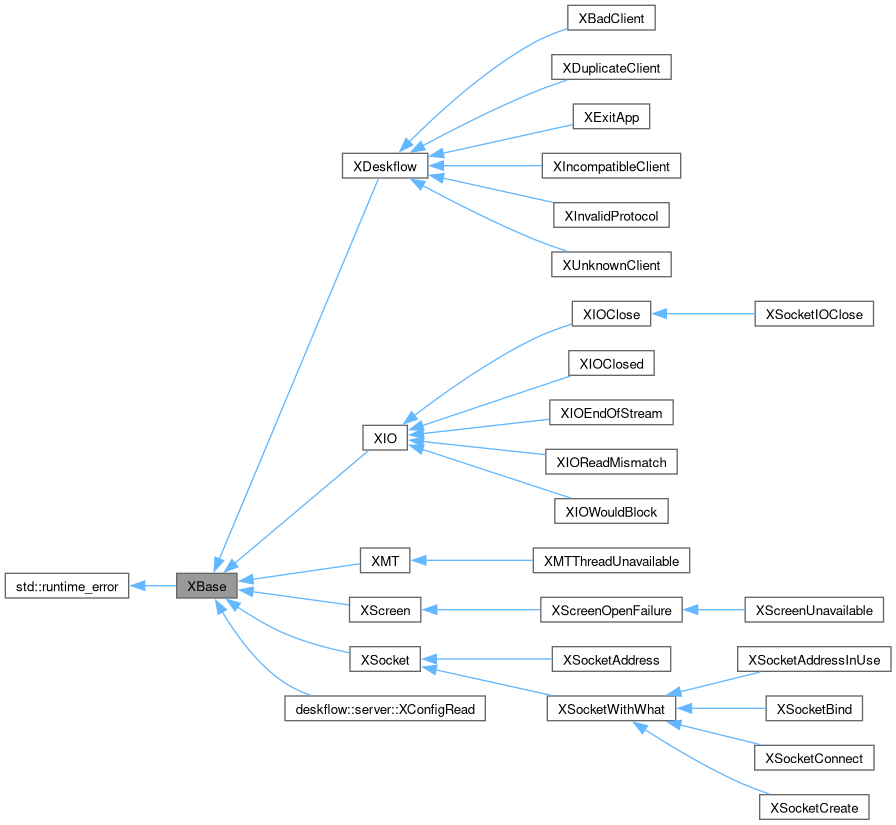 XBadClient
XDuplicateClient
XExitApp
XDeskflow
XIncompatibleClient
XInvalidProtocol
XUnknownClient
XIOClose
XSocketIOClose
XIOClosed
XIOEndOfStream
XIO
XIOReadMismatch
XIOWouldBlock
XMT
XMTThreadUnavailable
std::runtime_error
XBase
XScreen
XScreenOpenFailure
XScreenUnavailable
XSocket
XSocketAddress
XSocketAddressInUse
deskflow::server::XConfigRead
XSocketWithWhat
XSocketBind
XSocketConnect
XSocketCreate